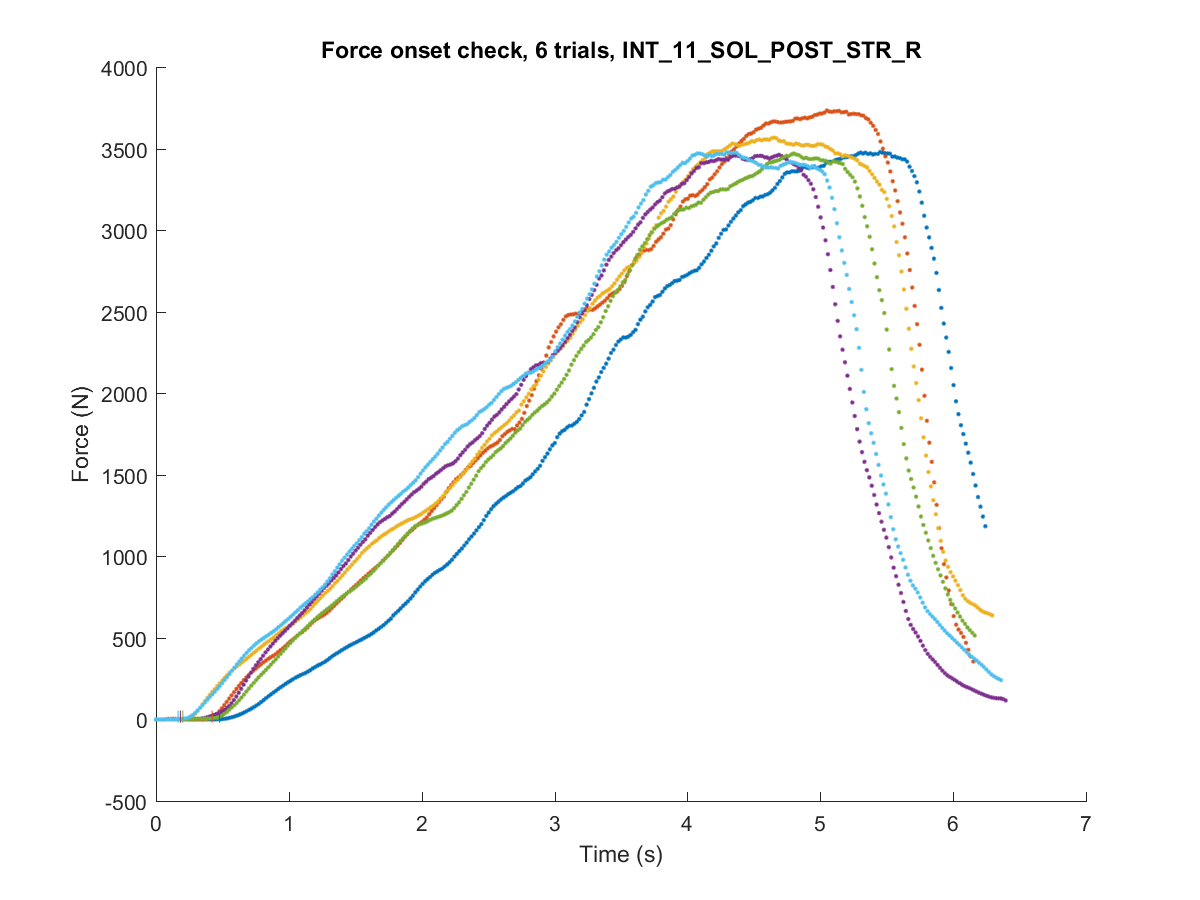 Force onset check, 6 trials, INT_11_SOL_POST_STR_R
4000
3500
3000
2500
2000
1500
1000
500
0
-500
Force (N)
0 1 2 3 4 5 6 7
Time (s)